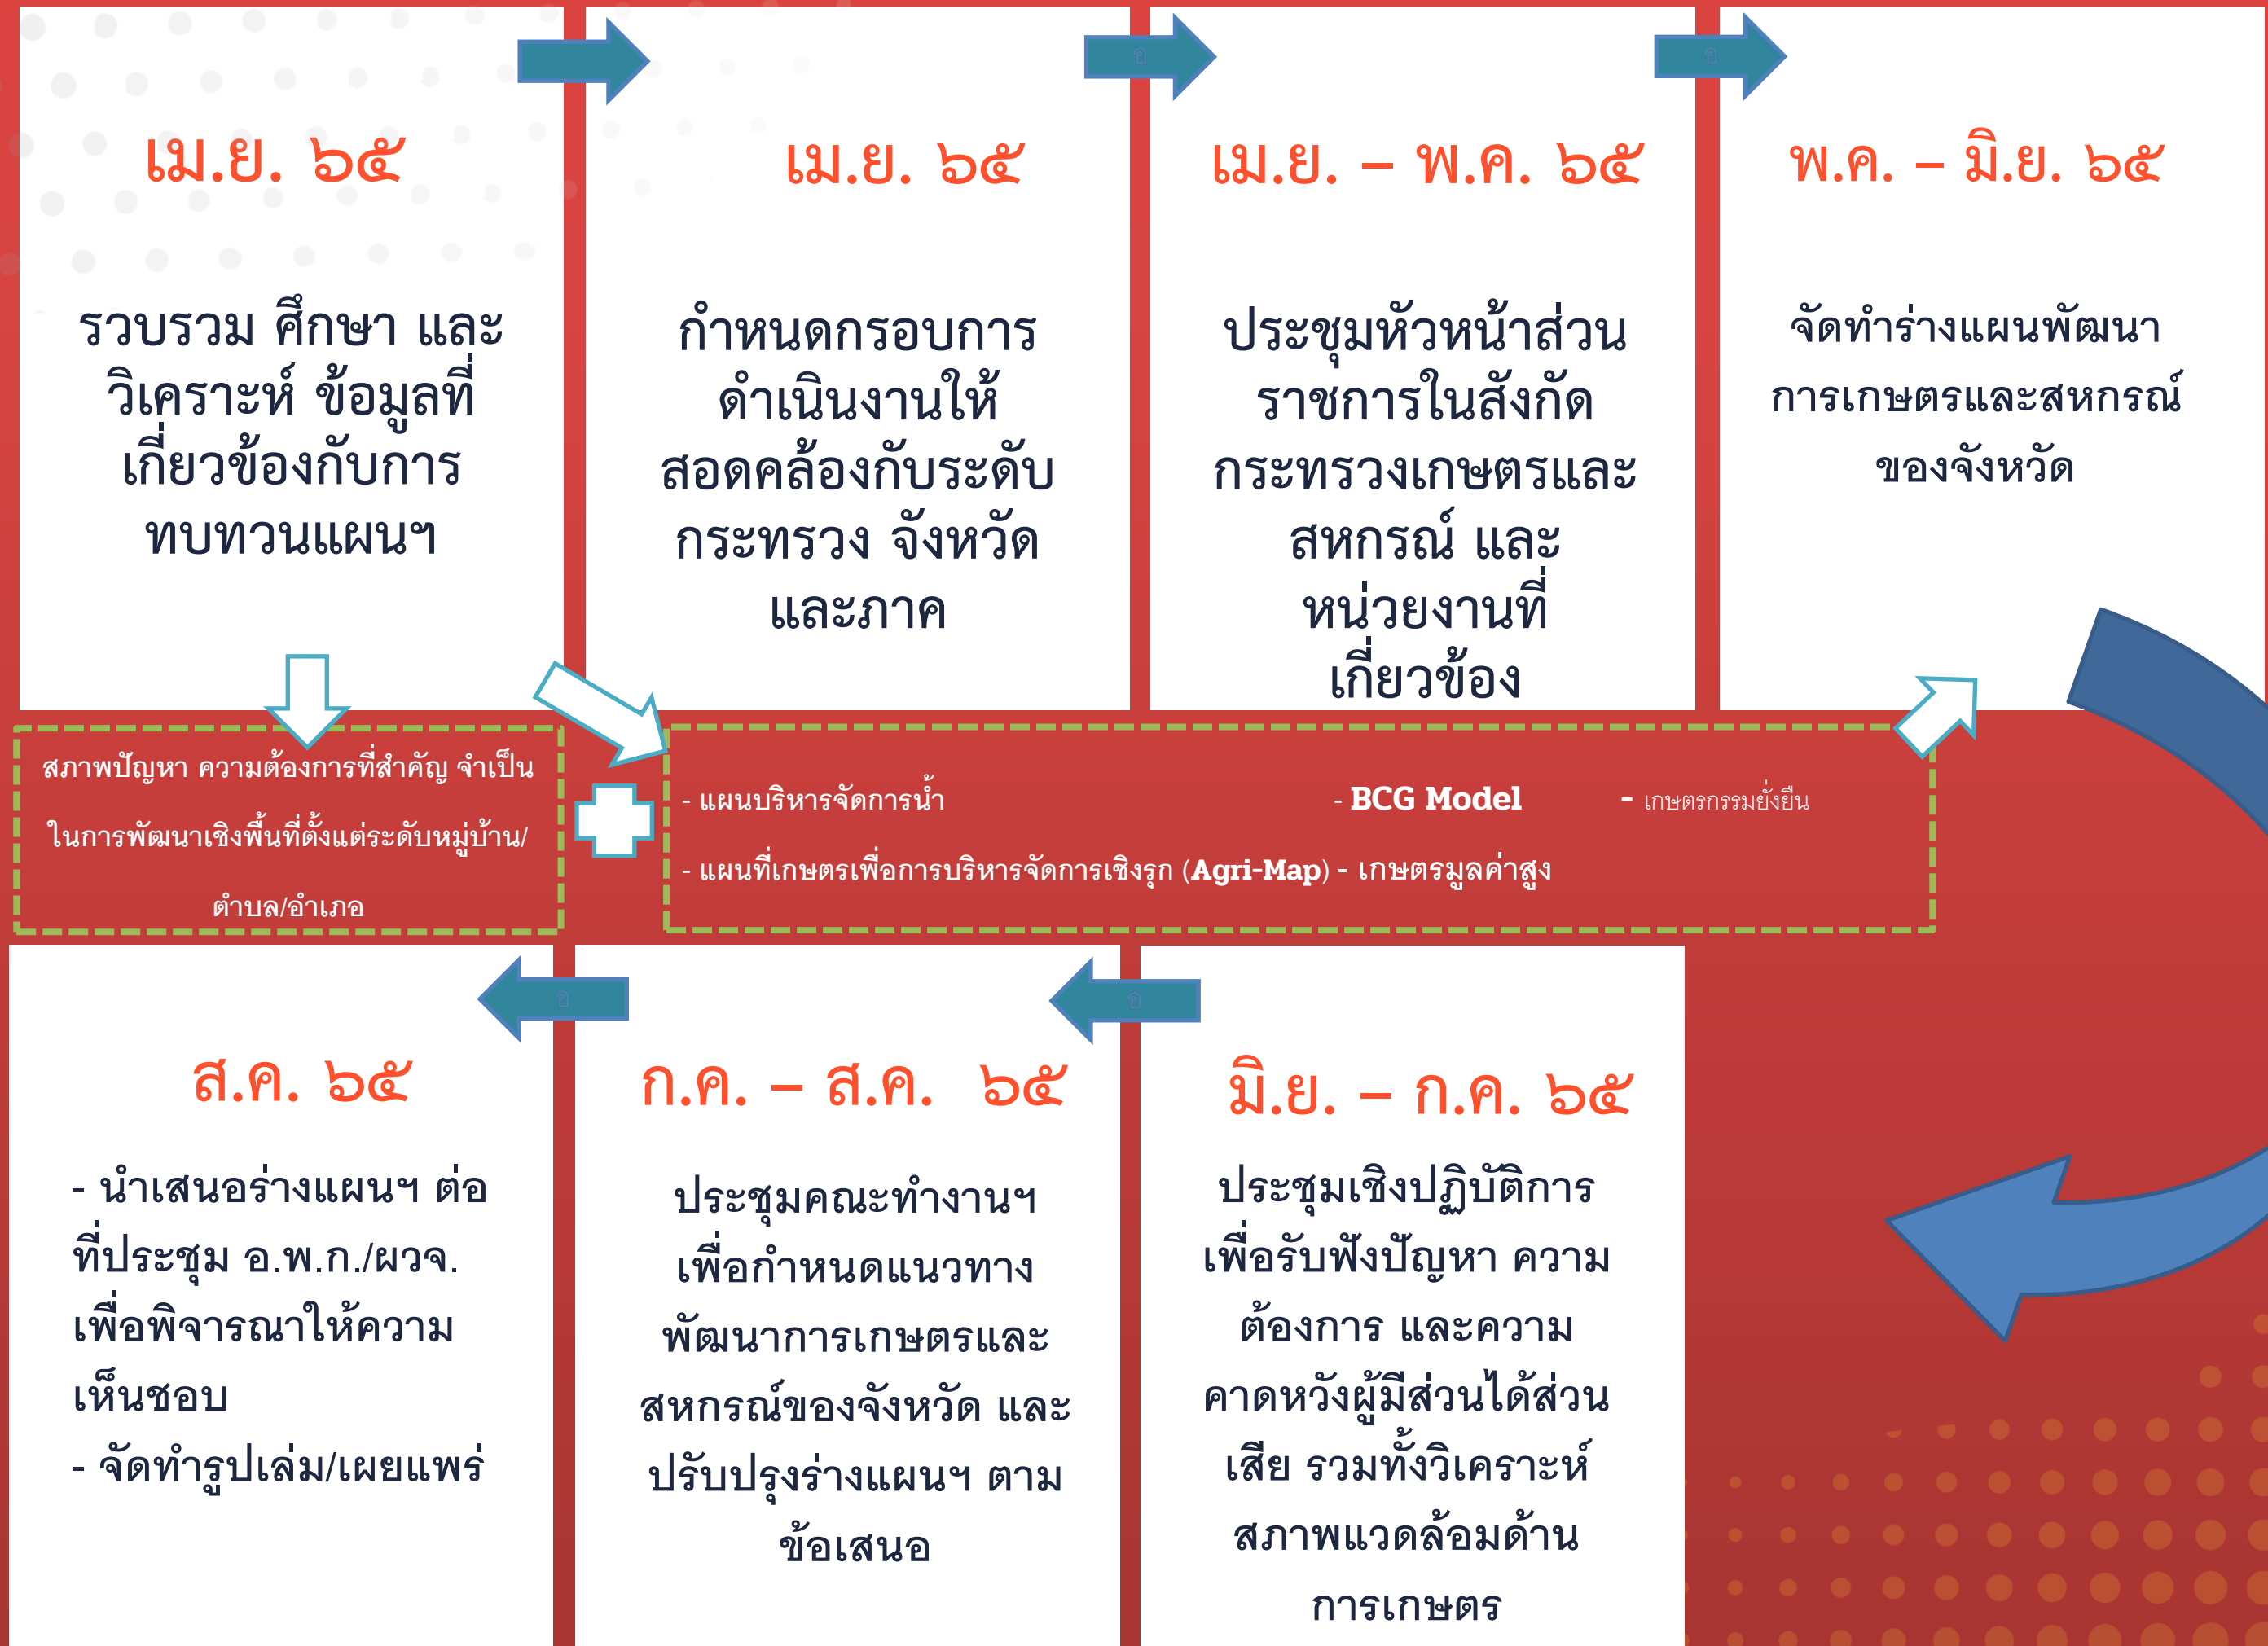 เม.ย. ๖๕
รวบรวม ศึกษา และ
วิเคราะห์ ข้อมูลที่
เกี่ยวข้องกับการ
ทบทวนแผนฯ
เม.ย. ๖๕
กำหนดกรอบการ
ดำเนินงานให้
สอดคล้องกับระดับ
กระทรวง จังหวัด
และภาค
อ
เม.ย. – พ.ค. ๖๕
ประชุมหัวหน้าส่วน
ราชการในสังกัด
กระทรวงเกษตรและ
สหกรณ์ และ
หน่วยงานที่
เกี่ยวข้อง
อ
พ.ค. – มิ.ย. ๖๕
จัดทำร่างแผนพัฒนา
การเกษตรและสหกรณ์
ของจังหวัด
สภาพปัญหา ความต้องการที่สำคัญ จำเป็น
ในการพัฒนาเชิงพื้นที่ตั้งแต่ระดับหมู่บ้าน/
ตำบล/อำเภอ
- แผนบริหารจัดการน้ำ - BCG Model - เกษตรกรรมยั่งยืน
- แผนที่เกษตรเพื่อการบริหารจัดการเชิงรุก (Agri-Map) - เกษตรมูลค่าสูง
มิ.ย. – ก.ค. ๖๕
ประชุมเชิงปฏิบัติการ
เพื่อรับฟังปัญหา ความ
ต้องการ และความ
คาดหวังผู้มีส่วนได้ส่วน
เสีย รวมทั้งวิเคราะห์
สภาพแวดล้อมด้าน
การเกษตร
อ
ก.ค. – ส.ค. ๖๕
ประชุมคณะทำงานฯ
เพื่อกำหนดแนวทาง
พัฒนาการเกษตรและ
สหกรณ์ของจังหวัด และ
ปรับปรุงร่างแผนฯ ตาม
ข้อเสนอ
อ
ส.ค. ๖๕
- นำเสนอร่างแผนฯ ต่อ
ที่ประชุม อ.พ.ก./ผวจ.
เพื่อพิจารณาให้ความ
เห็นชอบ
- จัดทำรูปเล่ม/เผยแพร่